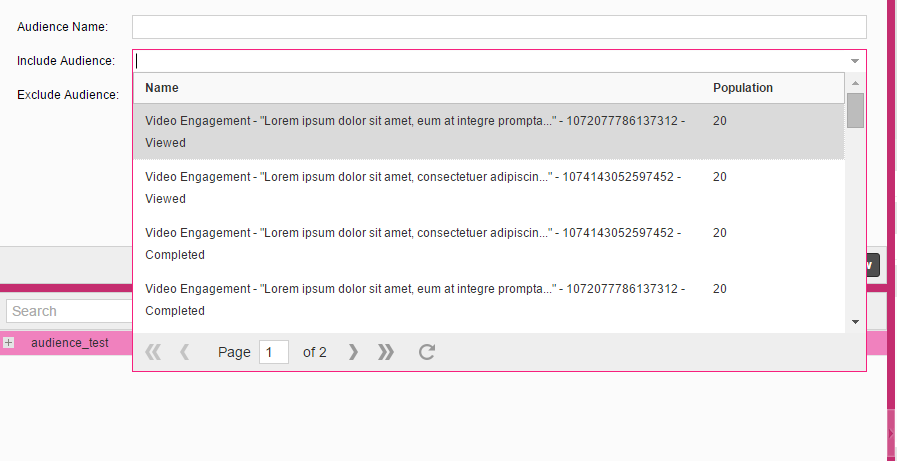 Audience Name:
Include Audience:
Exclude Audience:
Name Population
Video Engagement - "Lorem ipsum dolor sit amet, eum at integre prompta..." - 1072077786137312 - 20
Viewed
Video Engagement - "Lorem ipsum dolor sit amet, consectetuer adipiscin..." - 1074143052597452 - 20
Viewed
Video Engagement - "Lorem ipsum dolor sit amet, consectetuer adipiscin..." - 1074143052597452 - 20
Completed
Video Engagement - "Lorem ipsum dolor sit amet, eum at integre prompta..." - 1072077786137312 - 20
Completed
Search
audience_test
Page 1 of 2